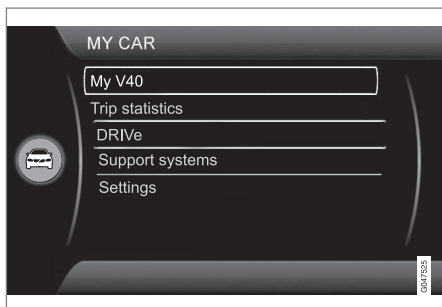 MY CAR
My V40
Trip statistics
DRIVe
Support systems
Settings
G047525